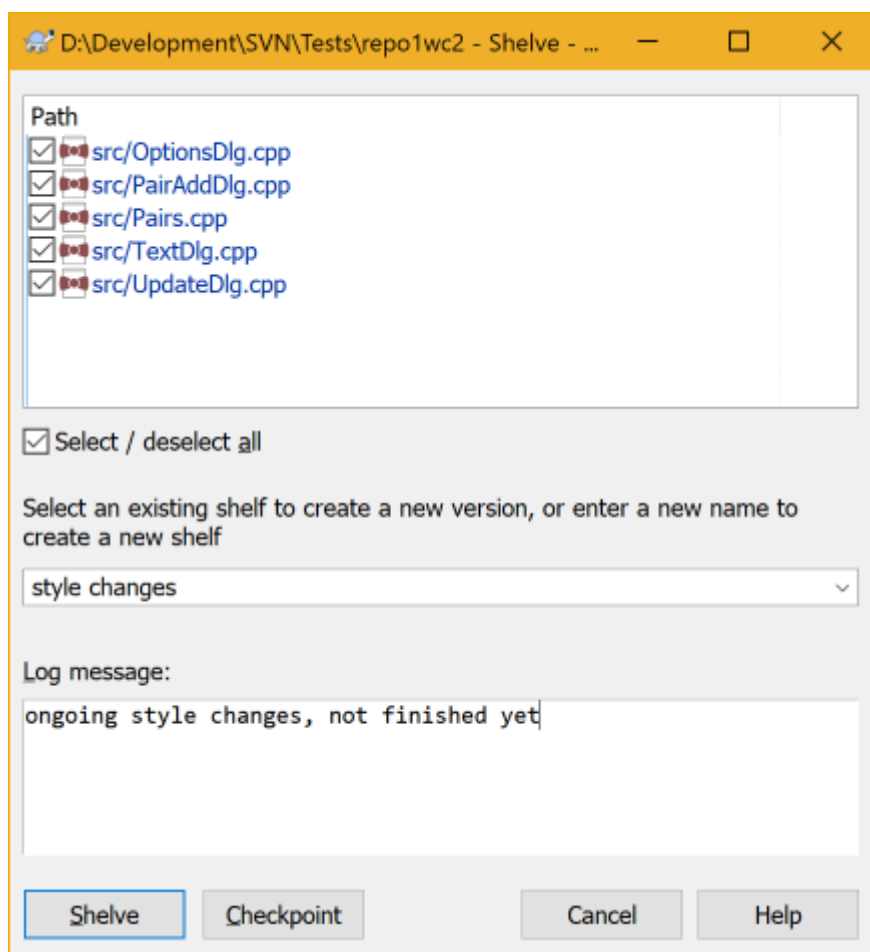 D:\Development\SVN\Tests\repo1wc2 - Shelve - ...
Path
src/OptionsDlg.cpp
src/PairAddDlg.cpp
src/Pairs.cpp
src/TextDlg.cpp
src/UpdateDlg.cpp
Select / deselect all
Select an existing shelf to create a new version, or enter a new name to
create a new shelf
style changes
Log message:
ongoing style changes, not finished yet
Shelve Checkpoint Cancel Help